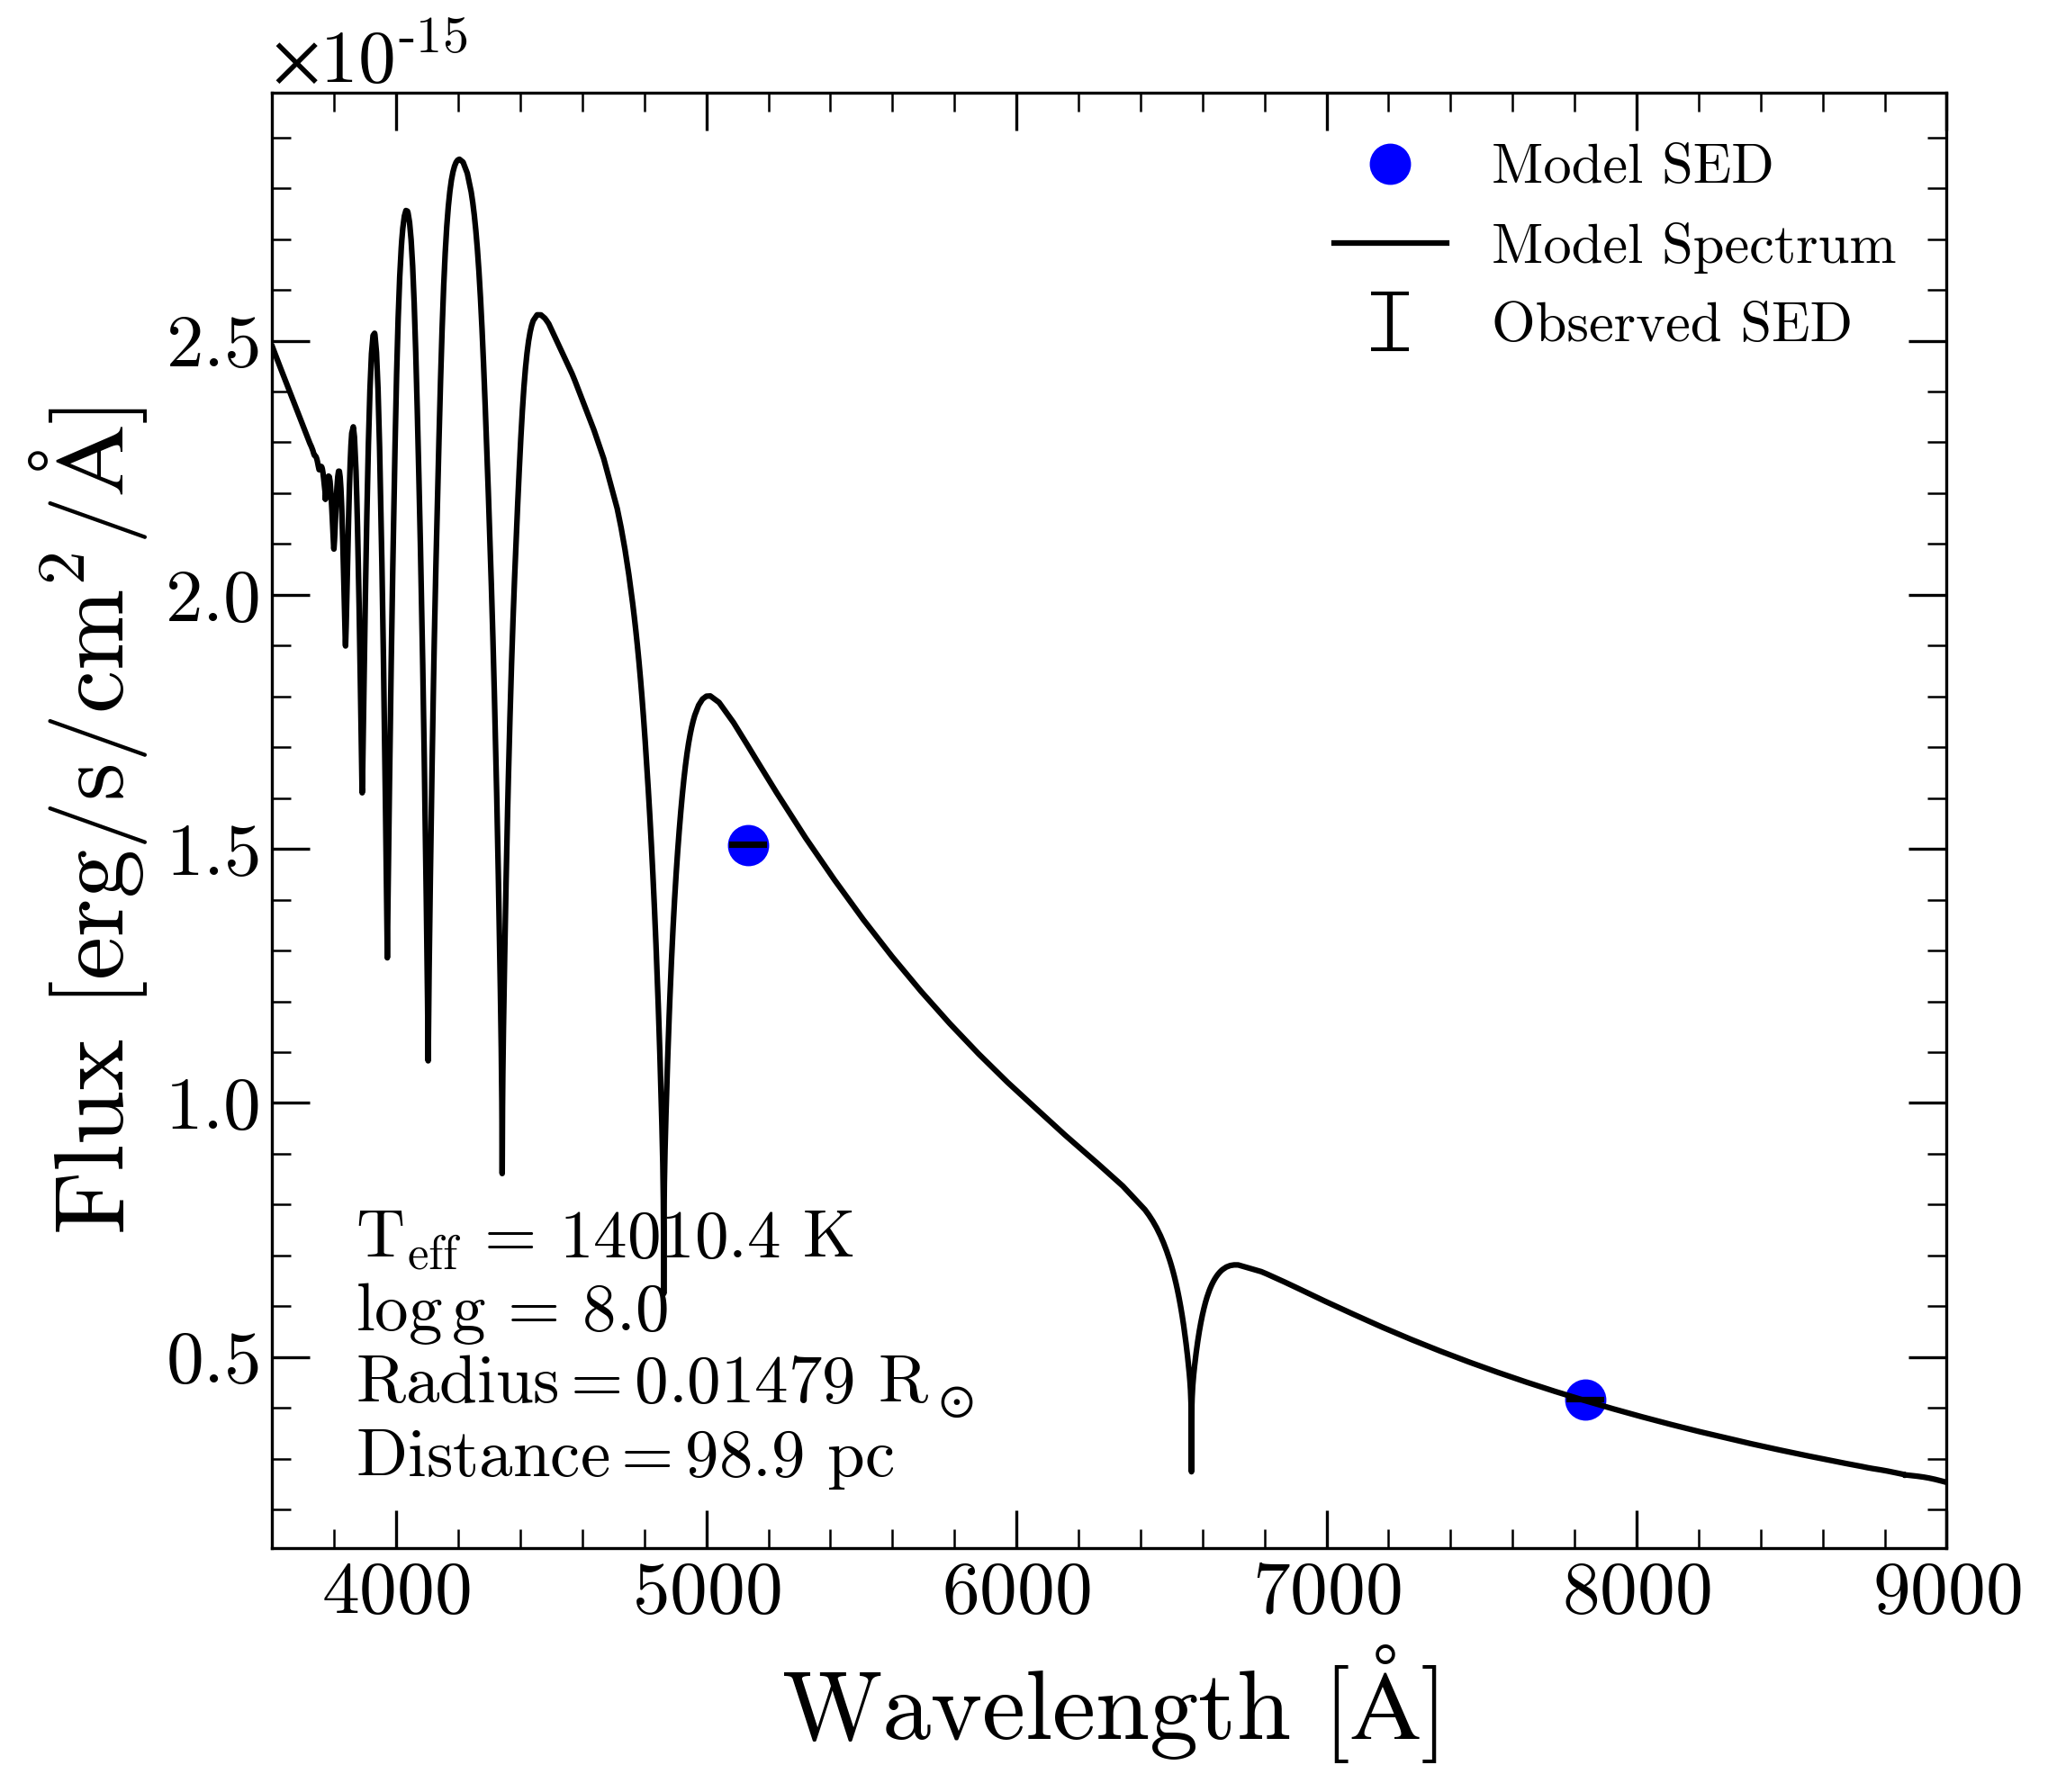 ×10-15
Model SED
Model Spectrum
Observed SED
2.5
2.0
1.5
1.0
0.5
Flux [erg/s/cm2/Å]
Teff = 14010.4 K
log g = 8.0
Radius = 0.01479 R⊙
Distance = 98.9 pc
4000 5000 6000 7000 8000 9000
Wavelength [Å]